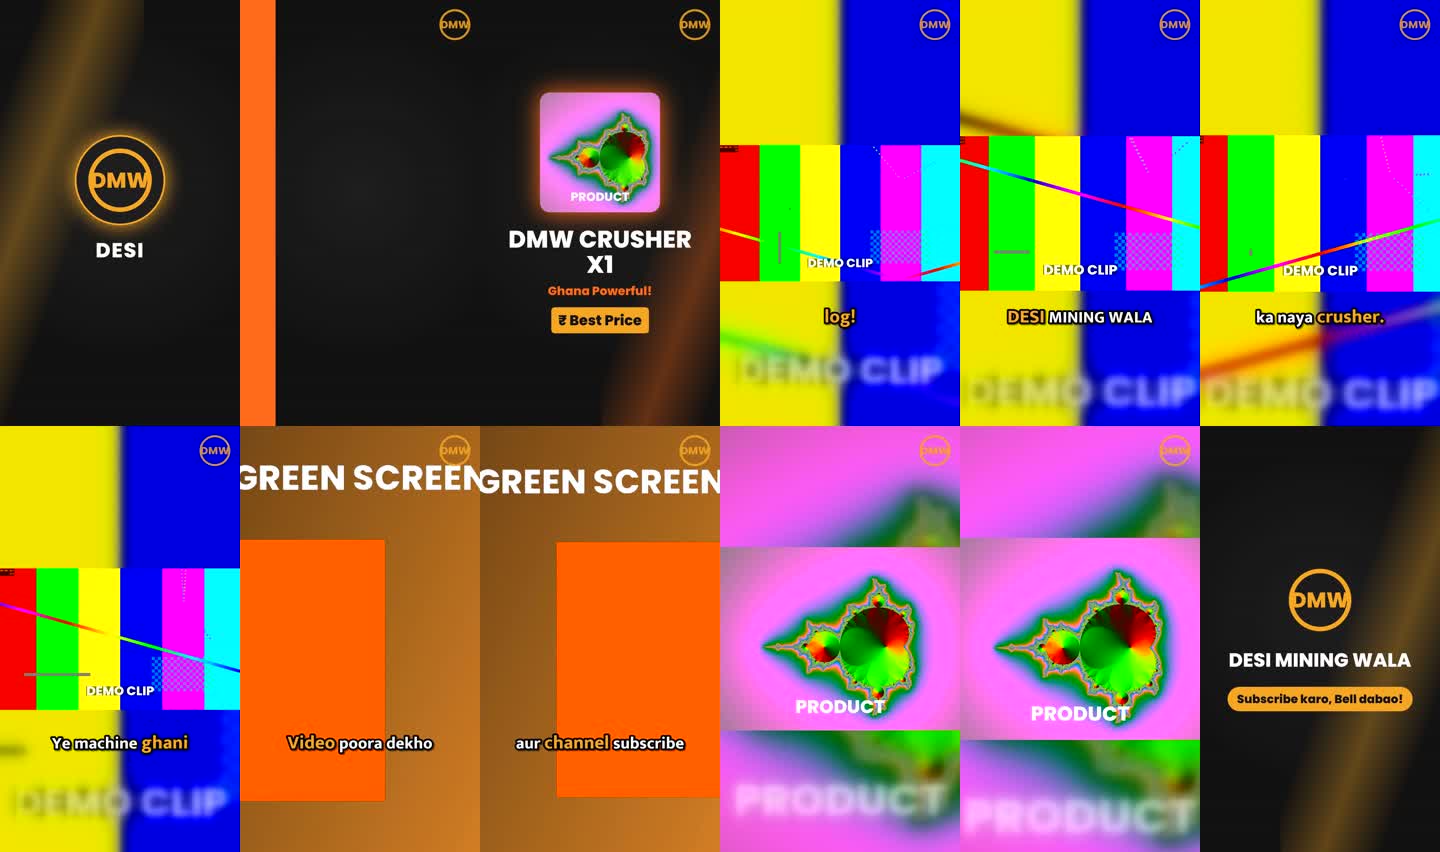 DMW
DESI
DMW
DMW
PRODUCT
DMW CRUSHER
X1
Ghana Powerful!
₹ Best Price
DMW
DEMO CLIP
log!
DEMO CLIP
DMW
DEMO CLIP
DESI MINING WALA
DEMO CLIP
DMW
DEMO CLIP
ka naya crusher.
DEMO CLIP
DMW
DEMO CLIP
Ye machine ghani
DEMO CLIP
DMW
GREEN SCREEN
Video poora dekho
DMW
GREEN SCREEN
aur channel subscribe
DMW
PRODUCT
PRODUCT
DMW
PRODUCT
PRODUCT
DMW
DESI MINING WALA
Subscribe karo, Bell dabao!